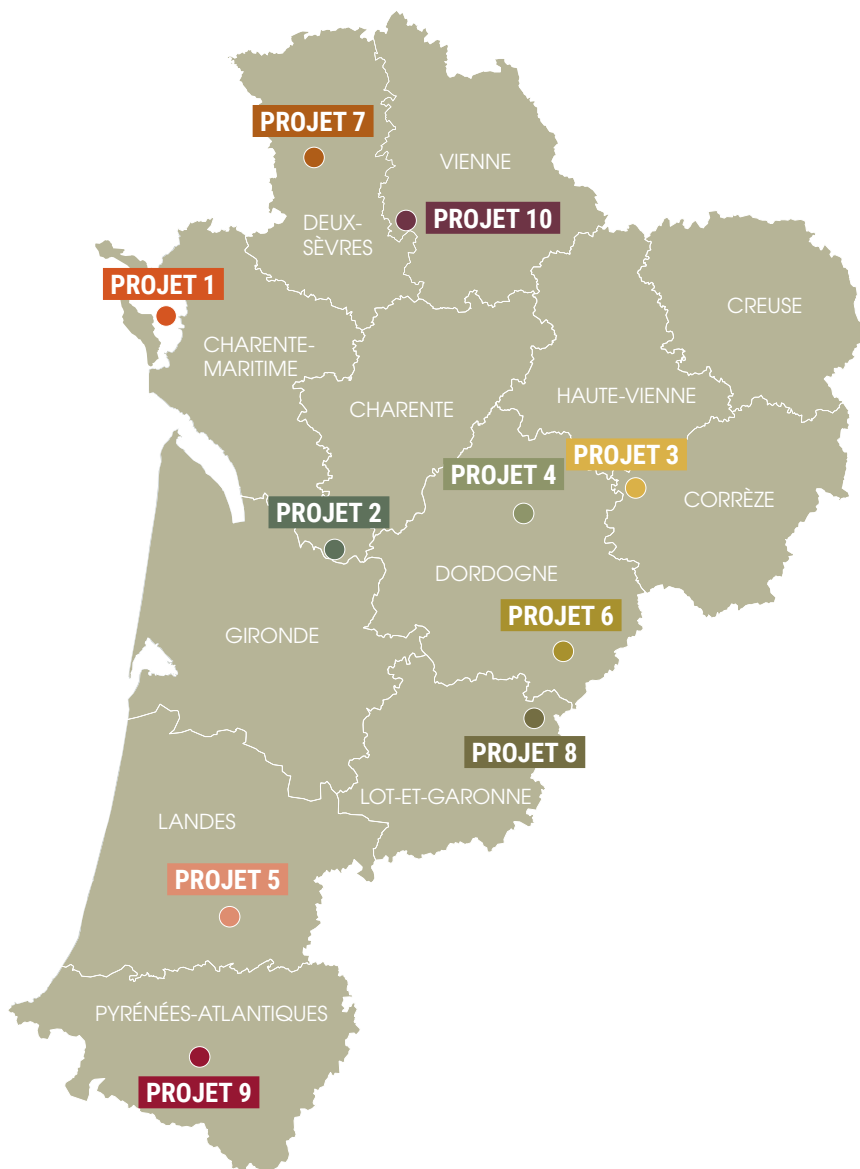 PROJET 7
VIENNE
PROJET 10
DEUX-
SÈVRES
PROJET 1
CREUSE
CHARENTE-
MARITIME
HAUTE-VIENNE
CHARENTE
PROJET 3
PROJET 4
CORRÈZE
PROJET 2
DORDOGNE
PROJET 6
GIRONDE
PROJET 8
LOT-ET-GARONNE
LANDES
PROJET 5
PYRÉNÉES-ATLANTIQUES
PROJET 9